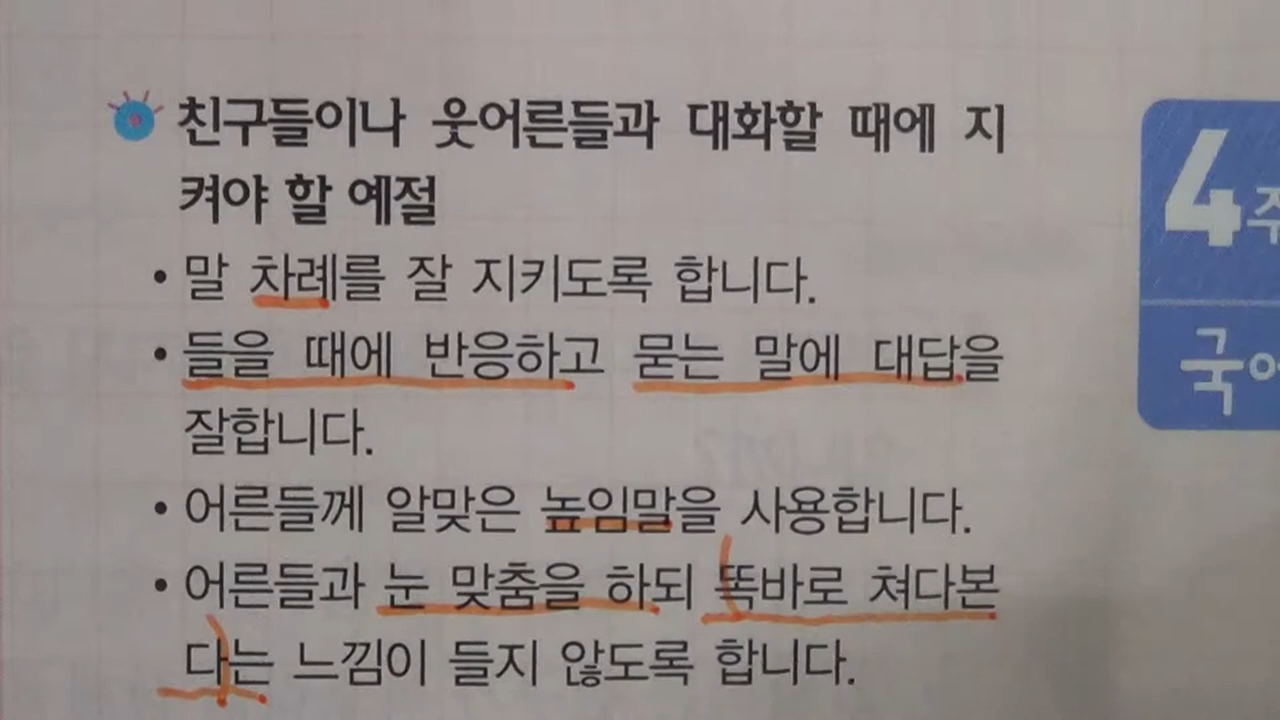 친구들이나 웃어른들과 대화할 때에 지
켜야 할 예절
• 말 차례를 잘 지키도록 합니다.
• 들을 때에 반응하고 묻는 말에 대답을
잘합니다.
• 어른들께 알맞은 높임말을 사용합니다.
• 어른들과 눈 맞춤을 하되 똑바로 쳐다본
다는 느낌이 들지 않도록 합니다.
4주
국어